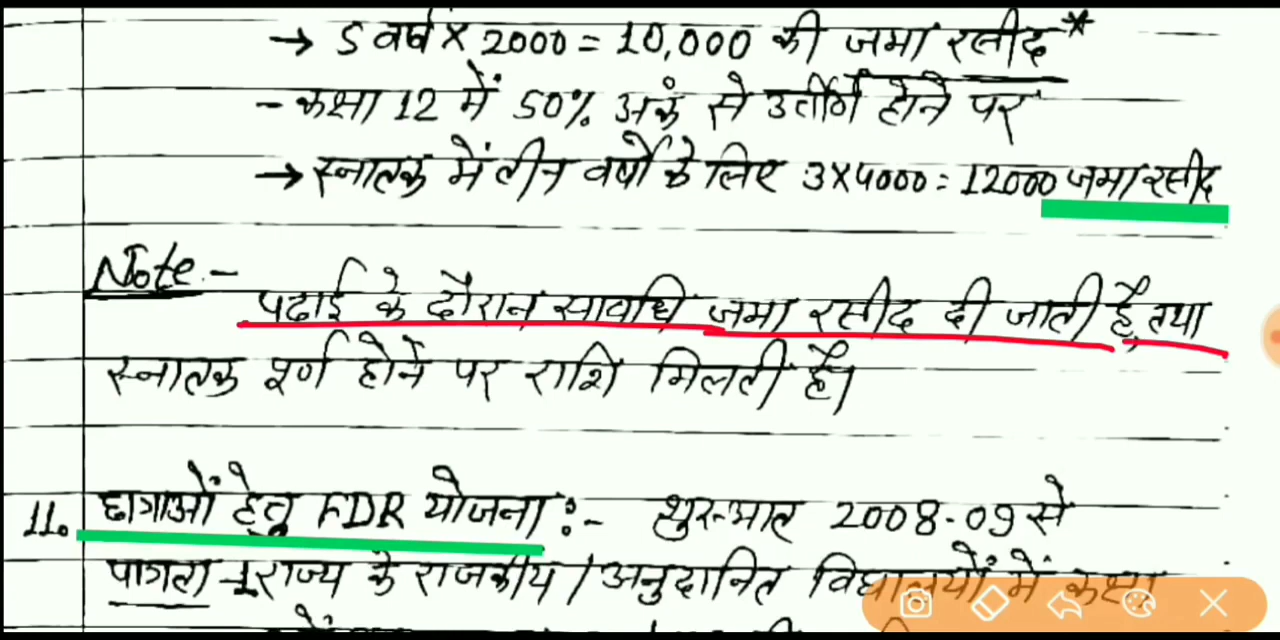 → 5 वर्ष × 2000 = 10,000 की जमा रसीद*
- कक्षा 12 में 50% अकं से उत्तीर्ण होने पर
→ स्नातक में तीन वर्षों के लिए 3×4000 = 12000 जमा रसीद
Note -
पढाई के दौरान सावधि जमा रसीद दी जाती है, तथा
स्नातक पूर्ण होने पर राशि मिलती है।
11. छात्राओं हेतु FDR योजना :- शुरुआत 2008-09 से
पात्रता - राज्य के राजकीय / अनुदानित विद्यालयों में कक्षा